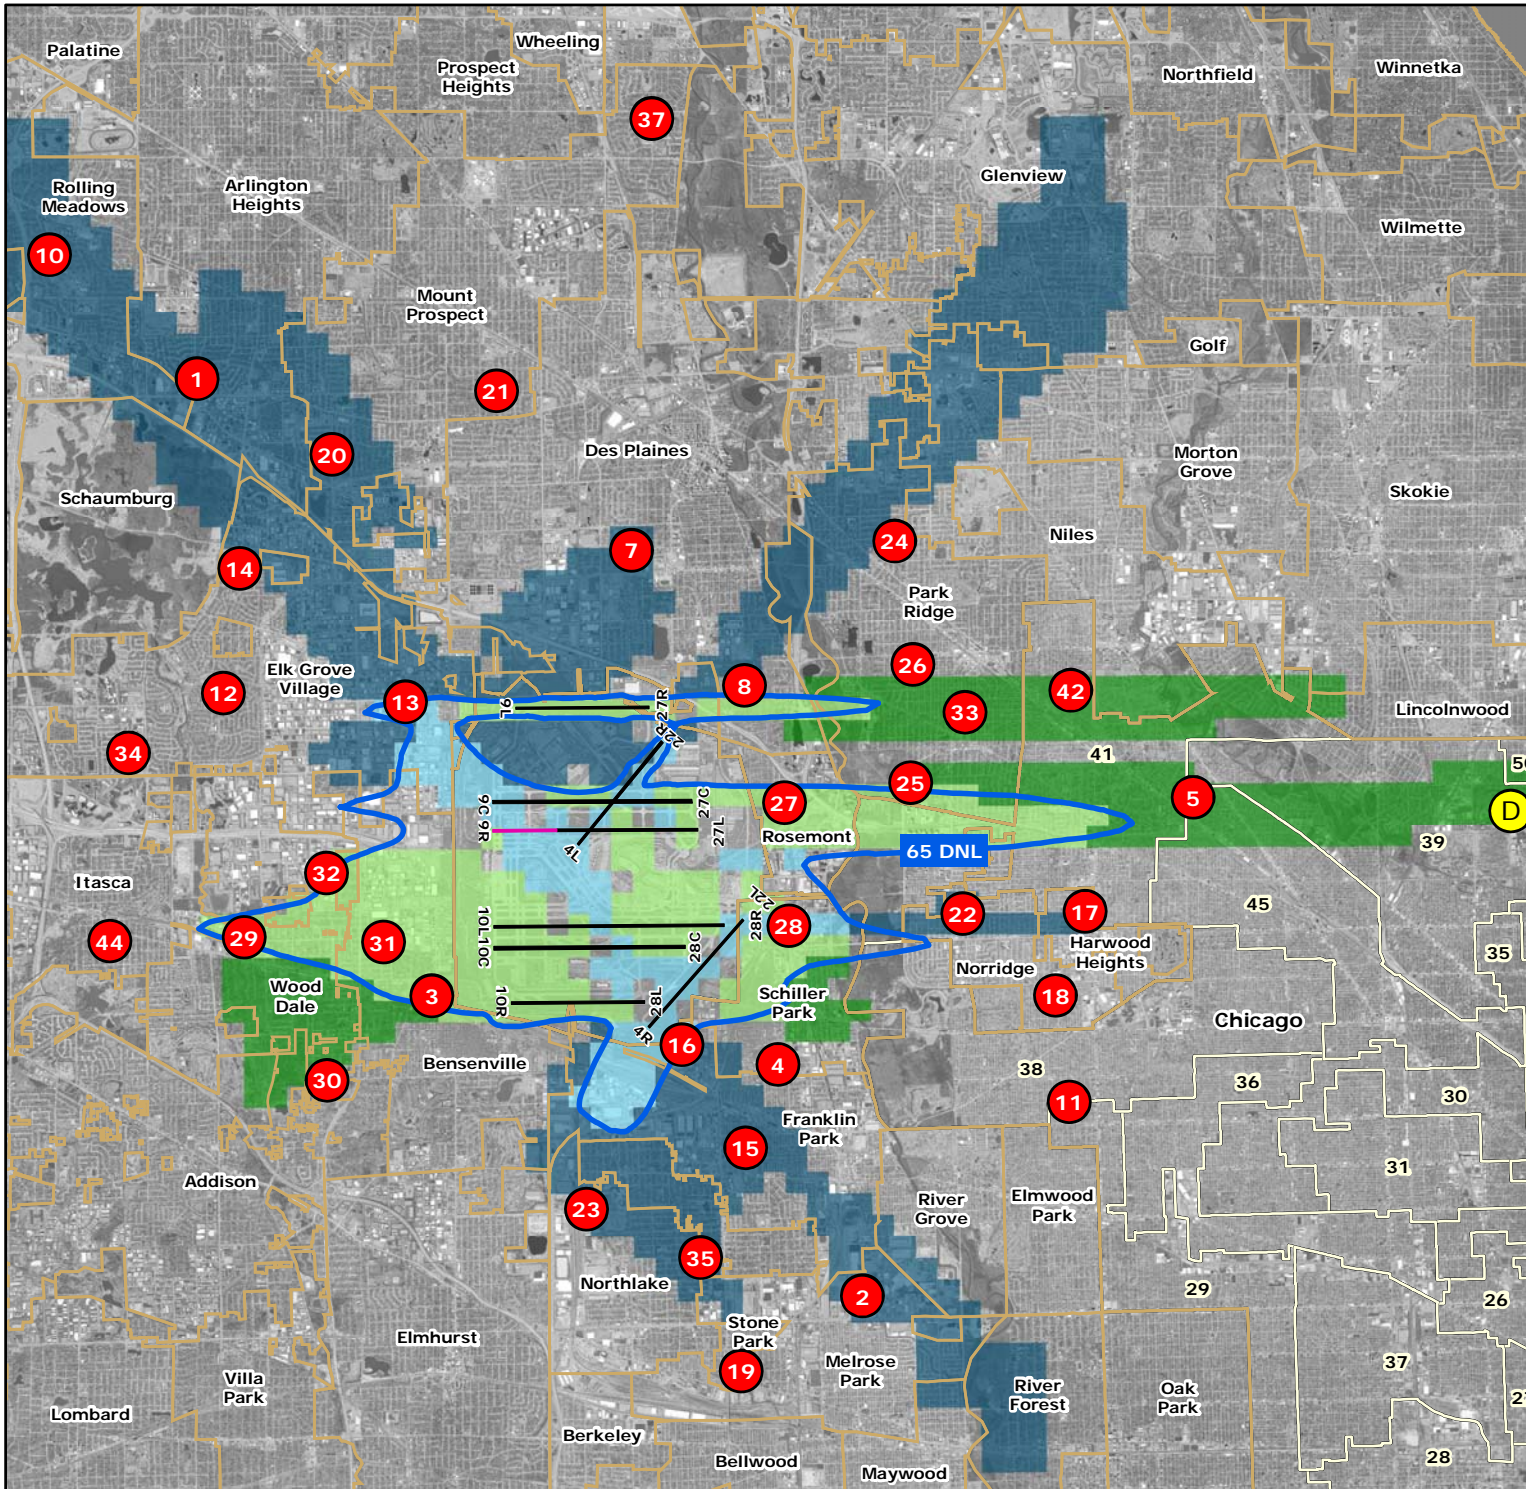 Palatine
Wheeling
Prospect
Heights
Northfield
Winnetka
37
Rolling
Meadows
Arlington
Heights
Glenview
Wilmette
10
Mount
Prospect
Golf
1
21
20
Des Plaines
Morton
Grove
Schaumburg
Skokie
14
7
24
Niles
Park
Ridge
12
Elk Grove
Village
13
8
26
33
42
Lincolnwood
34
9L
27R
22R
41
25
5
D
9C
9R
27C
27L
4L
27
Rosemont
65 DNL
39
Itasca
32
44
29
31
10L
10C
28R
28C
22L
28
22
17
45
Harwood
Heights
35
Wood
Dale
3
10R
28L
4R
Schiller
Park
Norridge
18
Chicago
Bensenville
16
4
38
30
11
36
30
Franklin
Park
15
31
Addison
23
River
Grove
Elmwood
Park
35
Northlake
2
29
26
Elmhurst
Stone
Park
19
Melrose
Park
37
Villa
Park
River
Forest
Oak
Park
Lombard
Berkeley
Bellwood
Maywood
28